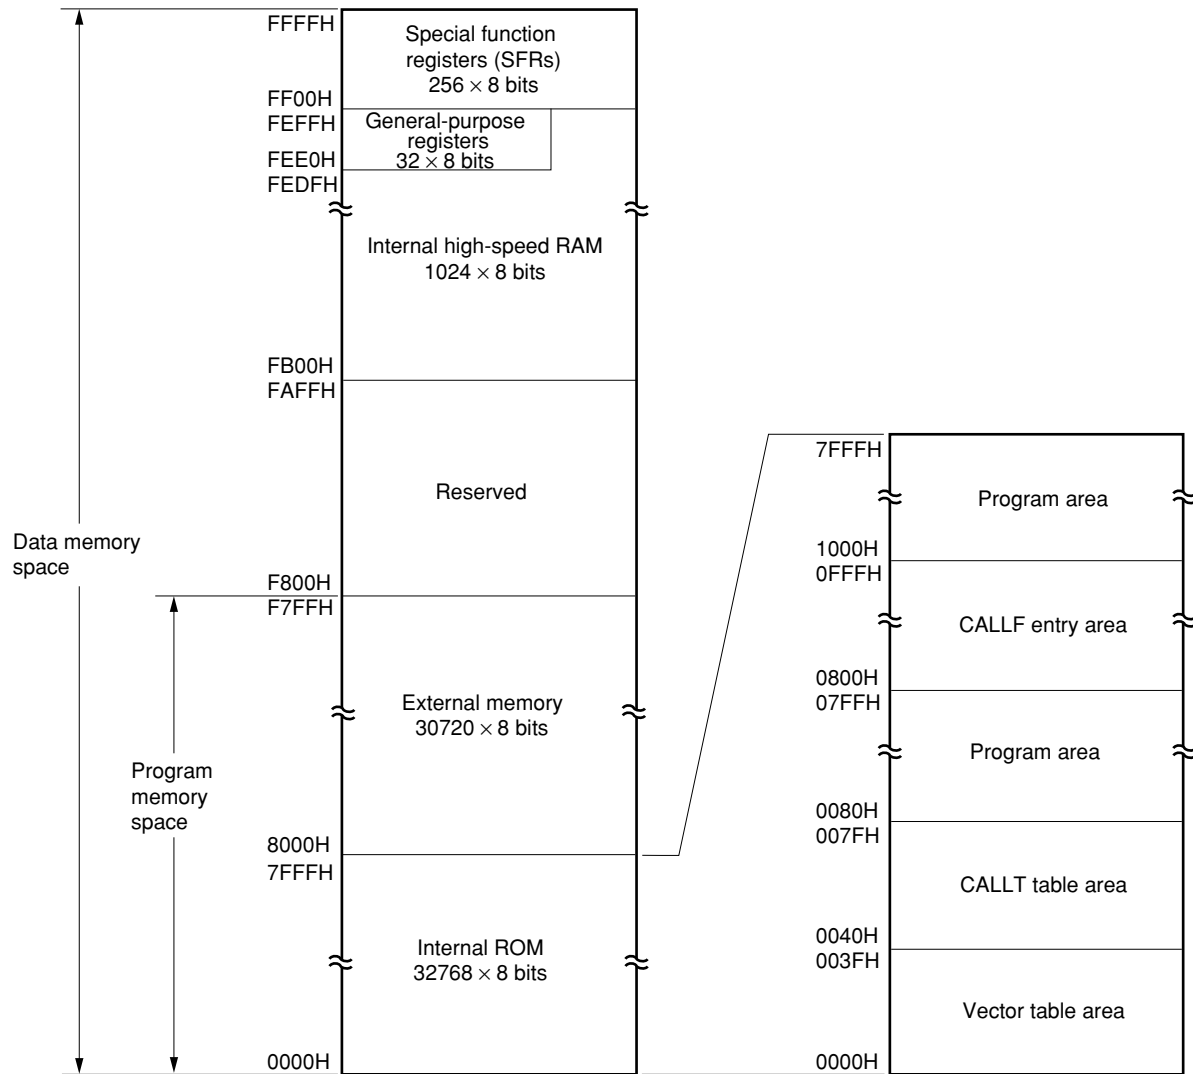 FFFFH
Special function
registers (SFRs)
256 × 8 bits
FF00H
FEFFH
General-purpose
registers
32 × 8 bits
FEE0H
FEDFH
Internal high-speed RAM
1024 × 8 bits
FB00H
FAFFH
Reserved
Data memory
space
F800H
F7FFH
External memory
30720 × 8 bits
Program
memory
space
8000H
7FFFH
Internal ROM
32768 × 8 bits
0000H
7FFFH
Program area
1000H
0FFFH
CALLF entry area
0800H
07FFH
Program area
0080H
007FH
CALLT table area
0040H
003FH
Vector table area
0000H